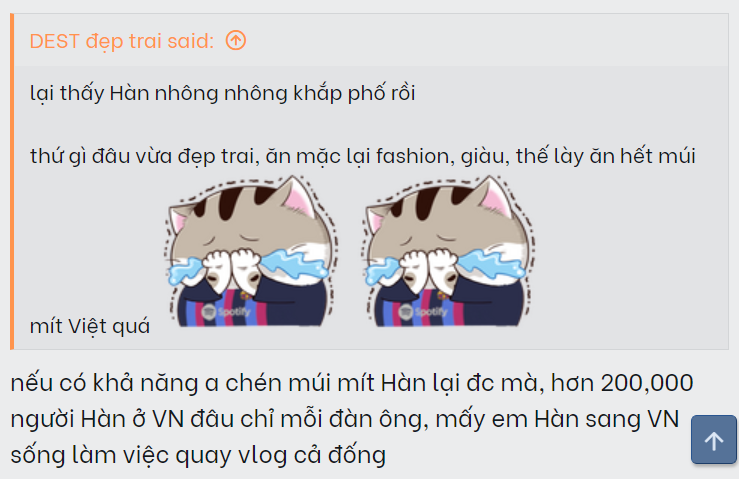 DEST đẹp trai said:
lại thấy Hàn nhông nhông khắp phố rồi
thứ gì đâu vừa đẹp trai, ăn mặc lại fashion, giàu, thế lày ăn hết múi
mít Việt quá
Spotify
Spotify
nếu có khả năng a chén múi mít Hàn lại đc mà, hơn 200,000
người Hàn ở VN đâu chỉ mỗi đàn ông, mấy em Hàn sang VN
sống làm việc quay vlog cả đống